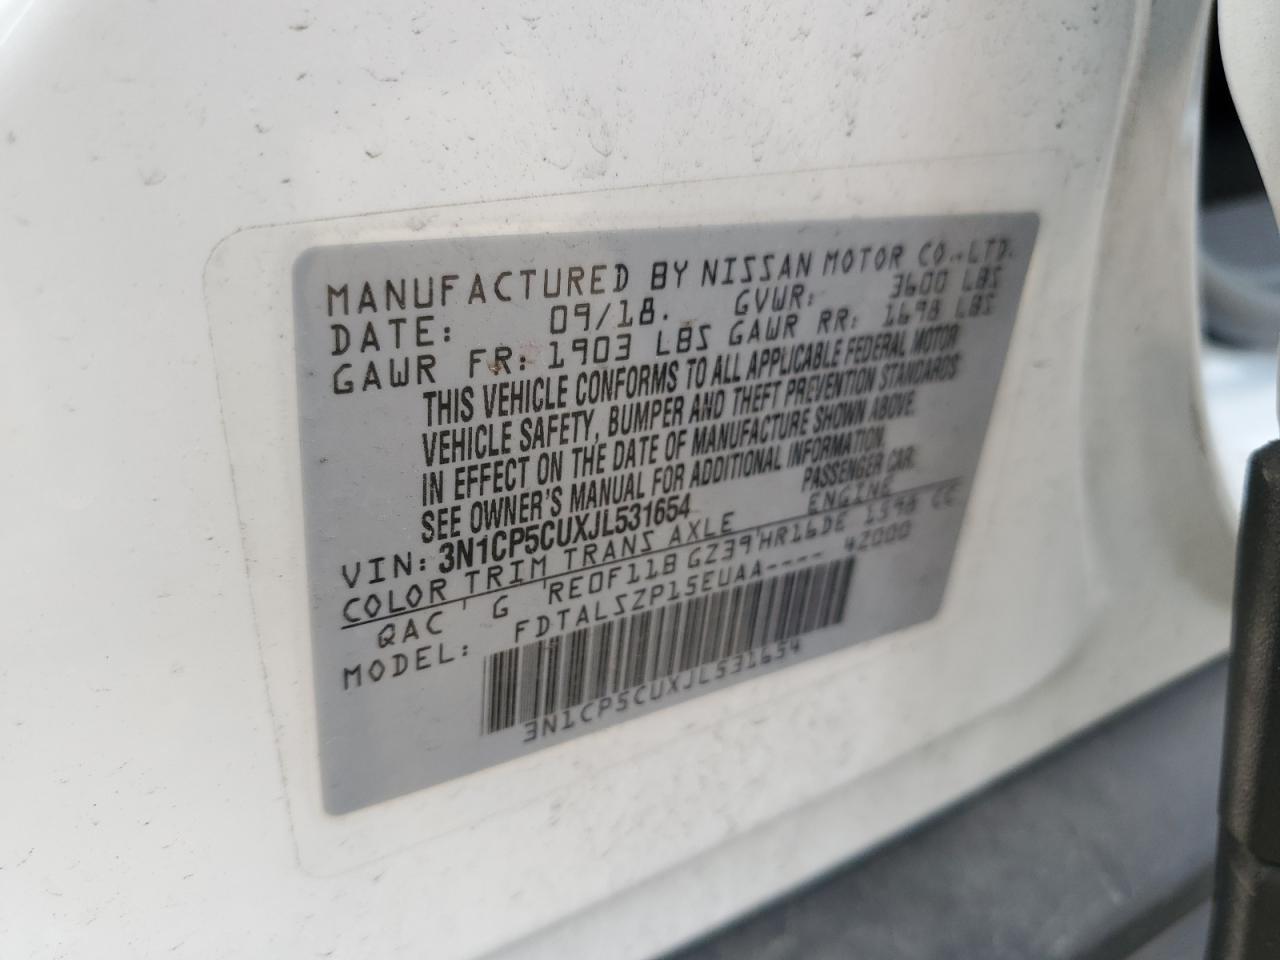 MANUFACTURED BY NISSAN MOTOR CO.,LTD.
DATE: 09/18. GVWR: 3600 LBS
GAWR FR: 1903 LBS GAWR RR: 1698 LBS
THIS VEHICLE CONFORMS TO ALL APPLICABLE FEDERAL MOTOR
VEHICLE SAFETY, BUMPER AND THEFT PREVENTION STANDARDS
IN EFFECT ON THE DATE OF MANUFACTURE SHOWN ABOVE.
SEE OWNER'S MANUAL FOR ADDITIONAL INFORMATION.
VIN: 3N1CP5CUXJL531654 PASSENGER CAR.
COLOR TRIM TRANS AXLE ENGINE
QAC G RE0F11B GZ39 HR16DE 1598 CC
MODEL: FDTALSZP15EUAA---- 42000
3N1CP5CUXJL531654